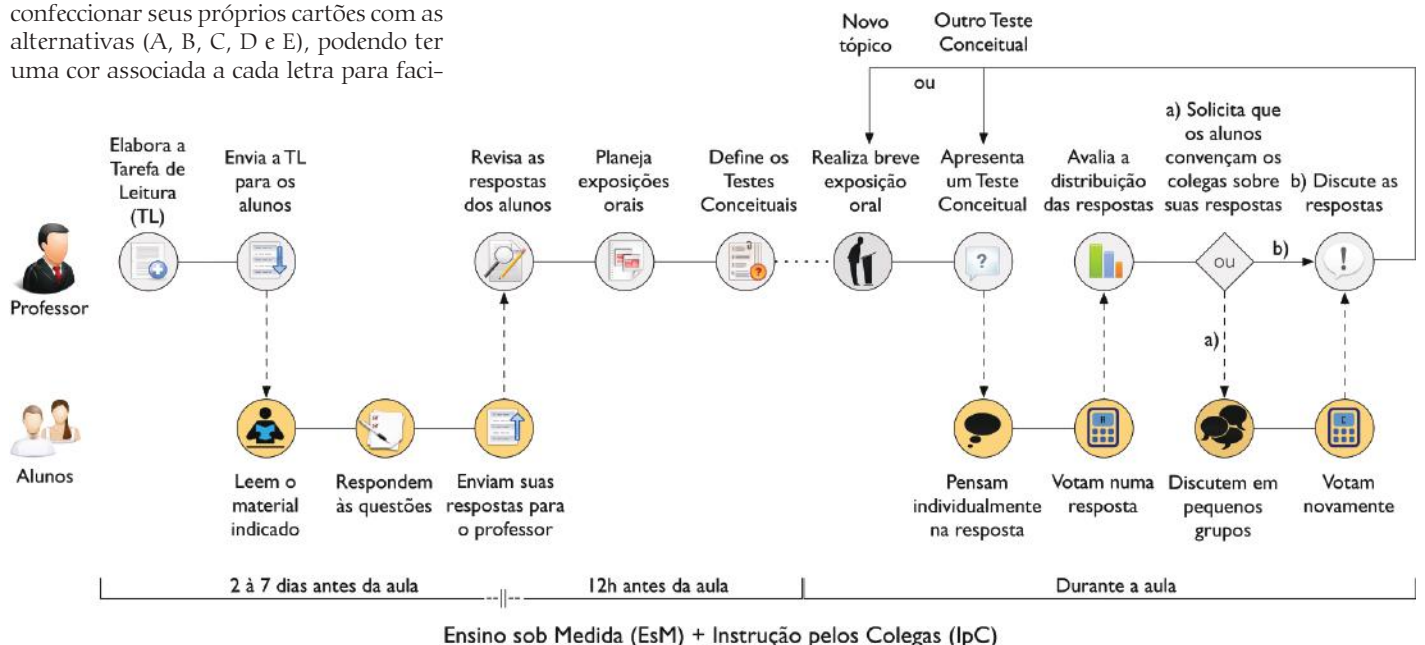 confeccionar seus próprios cartões com as
alternativas (A, B, C, D e E), podendo ter
uma cor associada a cada letra para faci-
Novo
tópico
Outro Teste
Conceitual
ou
Elabora a
Tarefa de
Leitura
(TL)
Envia a TL
para os
alunos
Revisa as
respostas
dos alunos
Planeja
exposições
orais
Define os
Testes
Conceituais
Realiza breve
exposição
oral
Apresenta
um Teste
Conceitual
Avalia a
distribuição
das respostas
a) Solicita que
os alunos
convençam os
colegas sobre
suas respostas
b) Discute as
respostas
Professor
?
ou
b)
!
a)
Alunos
Leem o
material
indicado
Respondem
às questões
Enviam suas
respostas para
o professor
Pensam
individualmente
na resposta
Votam numa
resposta
Discutem em
pequenos
grupos
C
Votam
novamente
2 à 7 dias antes da aula
12h antes da aula
Durante a aula
Ensino sob Medida (EsM) + Instrução pelos Colegas (IpC)